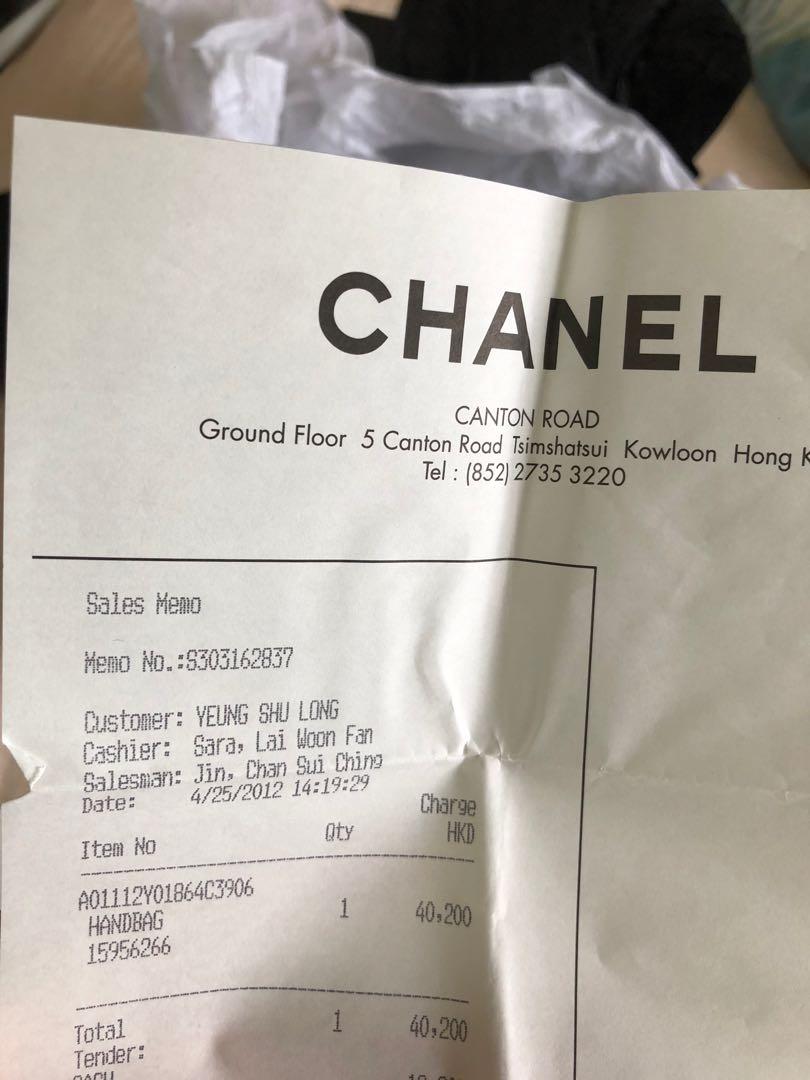 CHANEL
CANTON ROAD
Ground Floor 5 Canton Road Tsimshatsui Kowloon Hong
Tel : (852) 2735 3220
Sales Memo
Memo No.:S303162837
Customer: YEUNG SHU LONG
Cashier: Sara, Lai Woon Fan
Salesman: Jin, Chan Sui Ching
Date: 4/25/2012 14:19:29
Charge
Item No Qty HKD
A01112Y01864C3906
HANDBAG 1 40,200
15956266
Total 1 40,200
Tender: